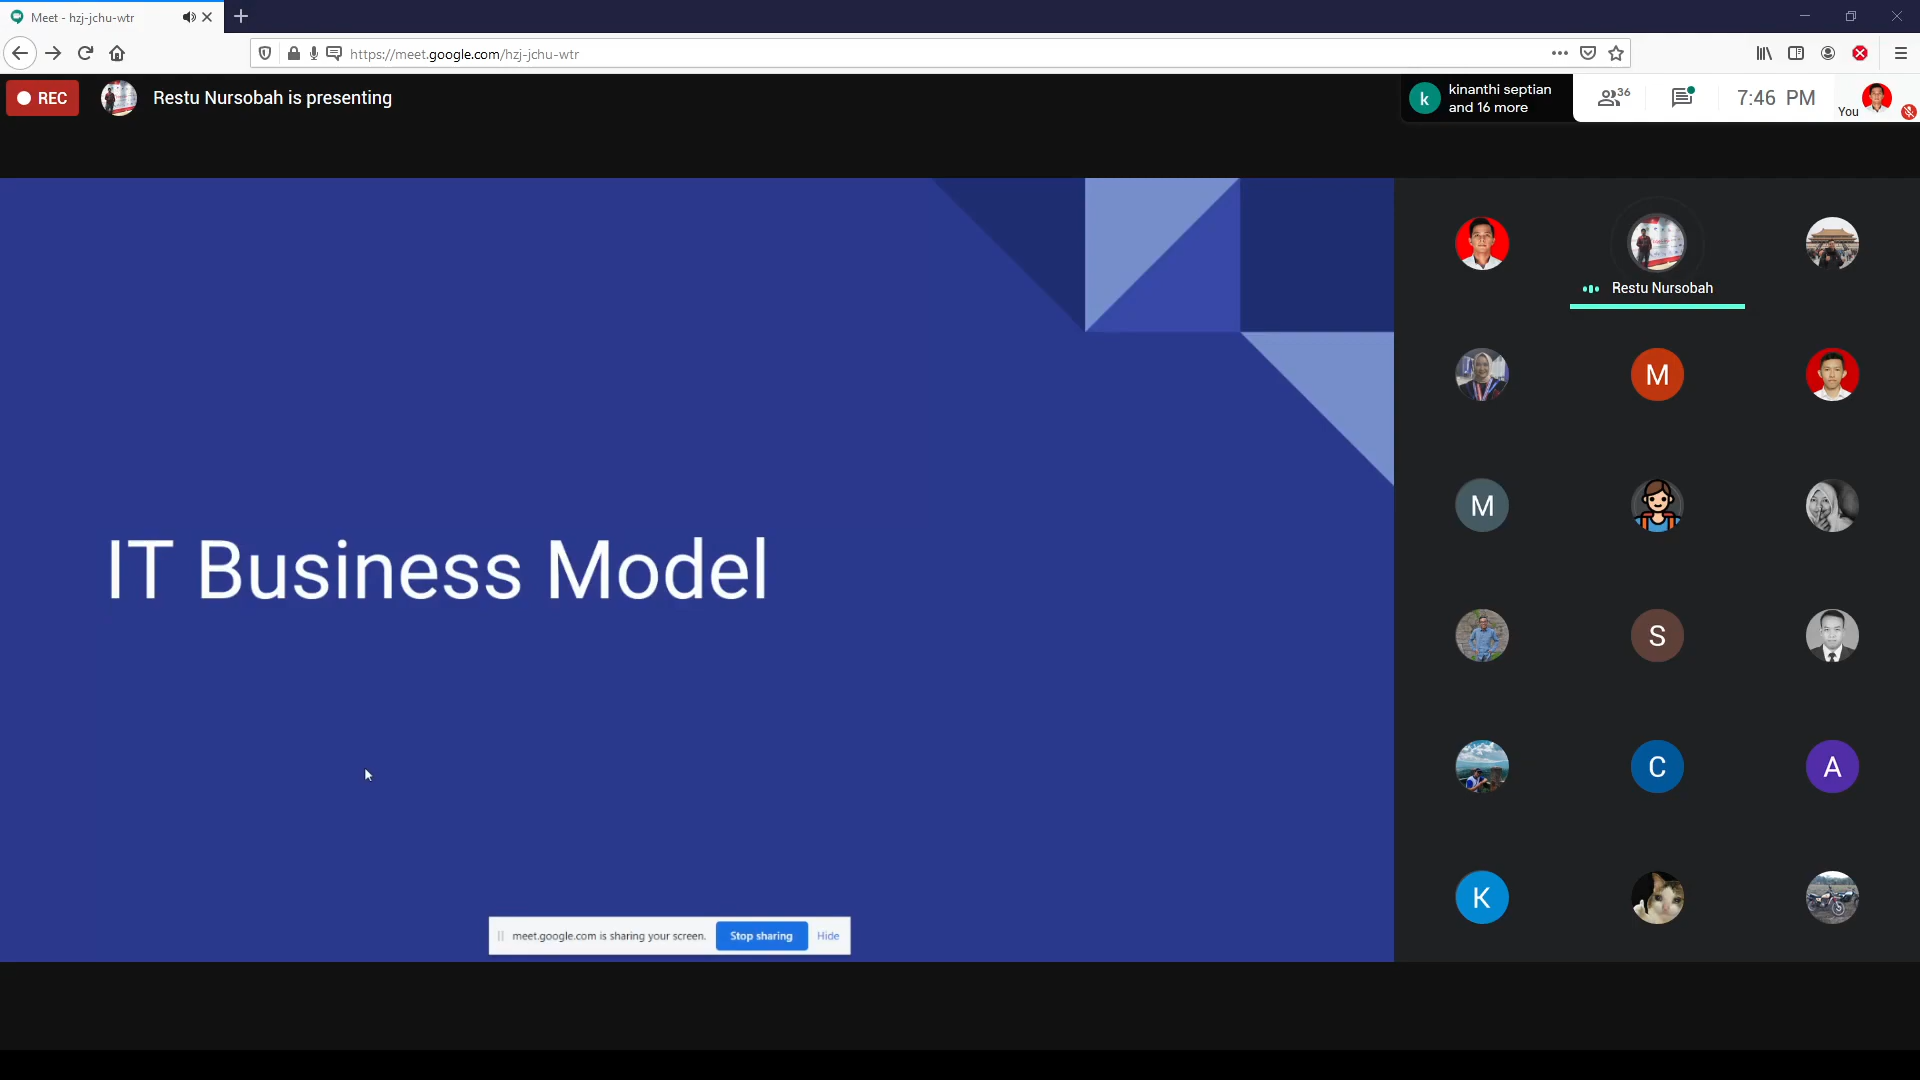 Meet - hzj-jchu-wtr
https://meet.google.com/hzj-jchu-wtr
REC
Restu Nursobah is presenting
k
kinanthi septian
and 16 more
36
7:46 PM
You
Restu Nursobah
M
M
S
C
A
K
IT Business Model
meet.google.com is sharing your screen.
Stop sharing
Hide